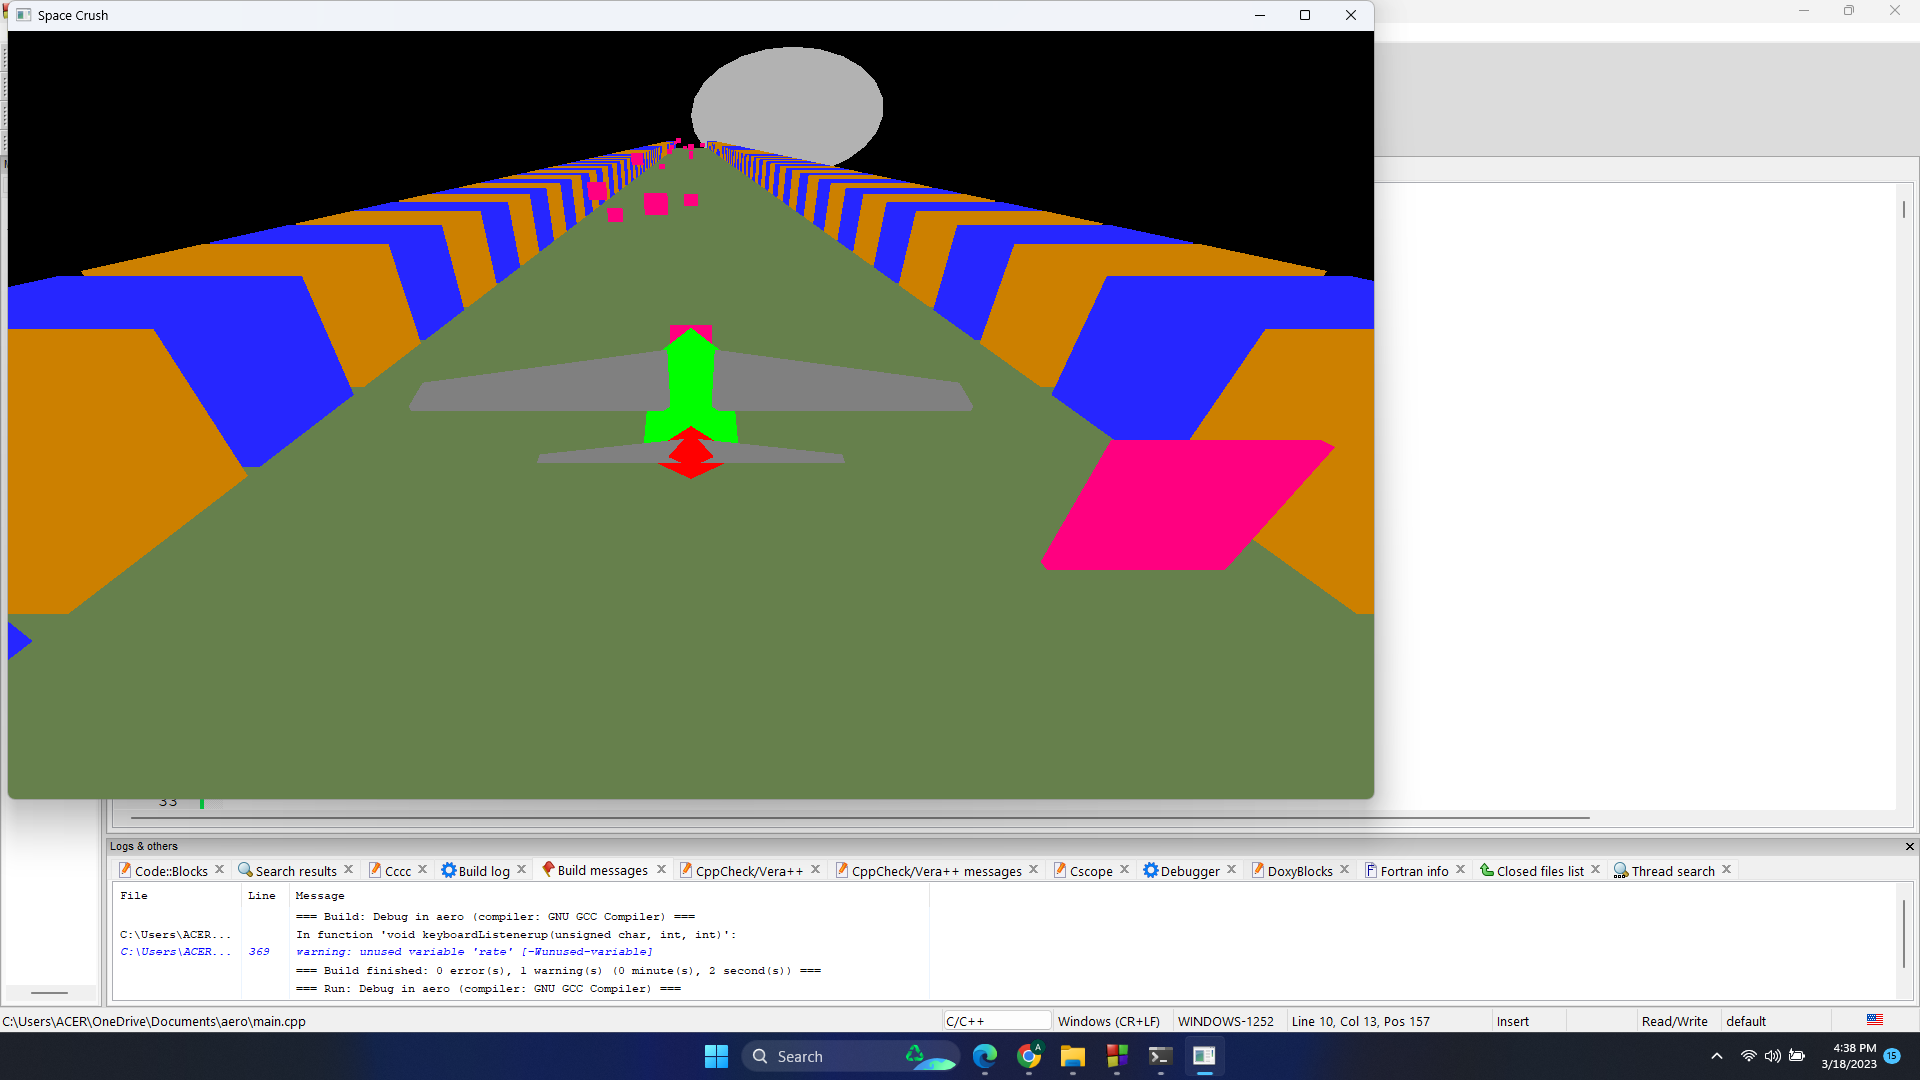 Space Crush
33
Logs & others
Code::Blocks Search results Cccc Build log Build messages CppCheck/Vera++ CppCheck/Vera++ messages Cscope Debugger DoxyBlocks Fortran info Closed files list Thread search
File Line Message
=== Build: Debug in aero (compiler: GNU GCC Compiler) ===
C:\Users\ACER... In function 'void keyboardListenerup(unsigned char, int, int)':
C:\Users\ACER... 369 warning: unused variable 'rate' [-Wunused-variable]
=== Build finished: 0 error(s), 1 warning(s) (0 minute(s), 2 second(s)) ===
=== Run: Debug in aero (compiler: GNU GCC Compiler) ===
C:\Users\ACER\OneDrive\Documents\aero\main.cpp C/C++ Windows (CR+LF) WINDOWS-1252 Line 10, Col 13, Pos 157 Insert Read/Write default
Search A 4:38 PM
3/18/2023 15